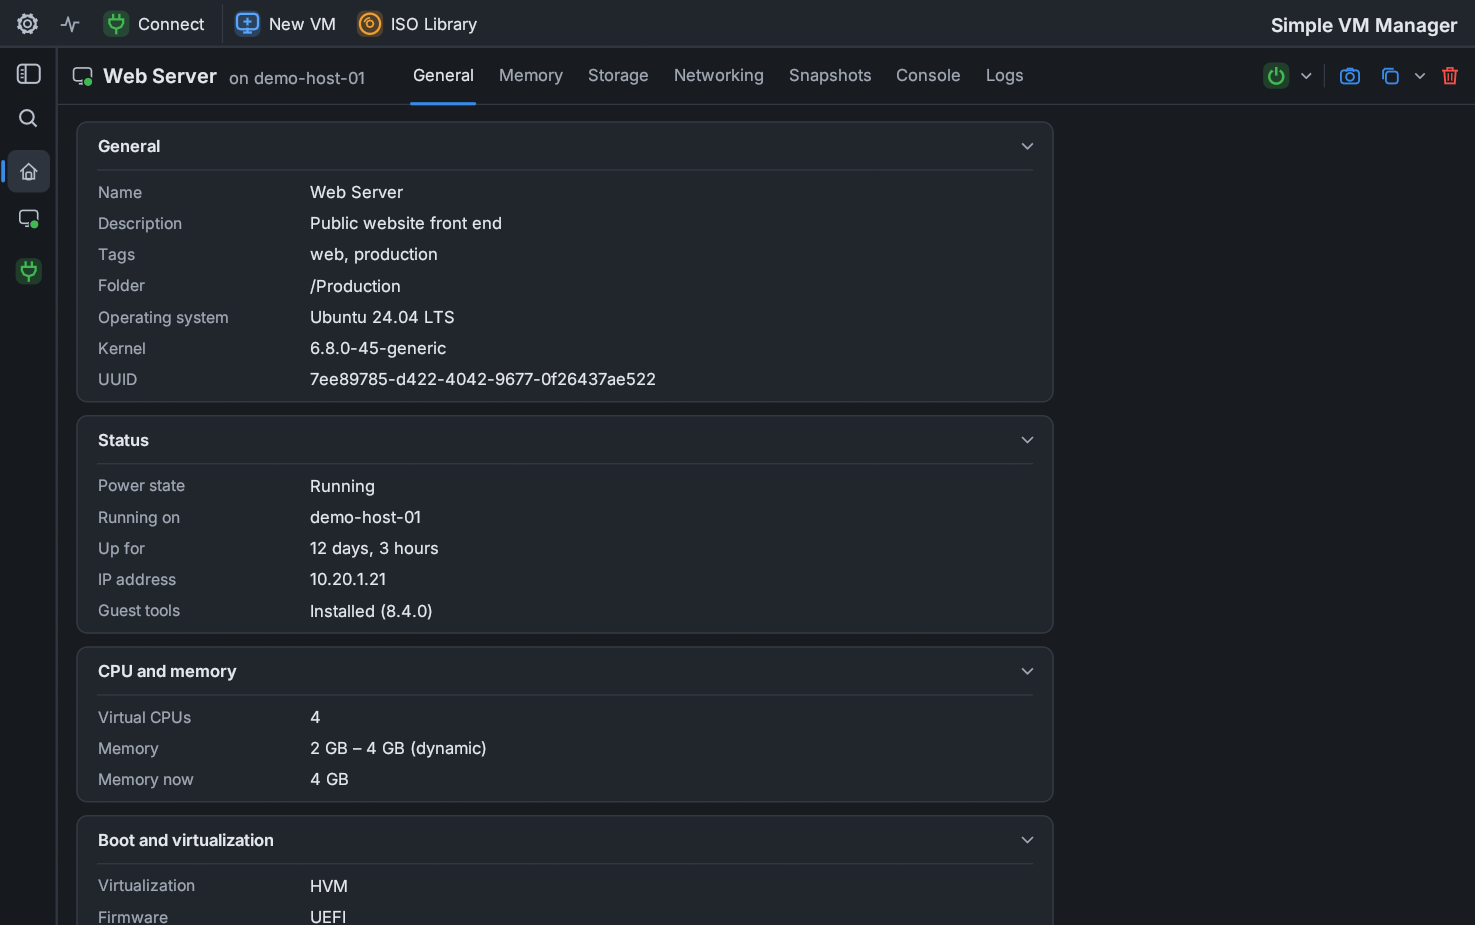 Connect
New VM
ISO Library
Simple VM Manager
Web Server on demo-host-01
General
Memory
Storage
Networking
Snapshots
Console
Logs
General
Name Web Server
Description Public website front end
Tags web, production
Folder /Production
Operating system Ubuntu 24.04 LTS
Kernel 6.8.0-45-generic
UUID 7ee89785-d422-4042-9677-0f26437ae522
Status
Power state Running
Running on demo-host-01
Up for 12 days, 3 hours
IP address 10.20.1.21
Guest tools Installed (8.4.0)
CPU and memory
Virtual CPUs 4
Memory 2 GB – 4 GB (dynamic)
Memory now 4 GB
Boot and virtualization
Virtualization HVM
Firmware UEFI